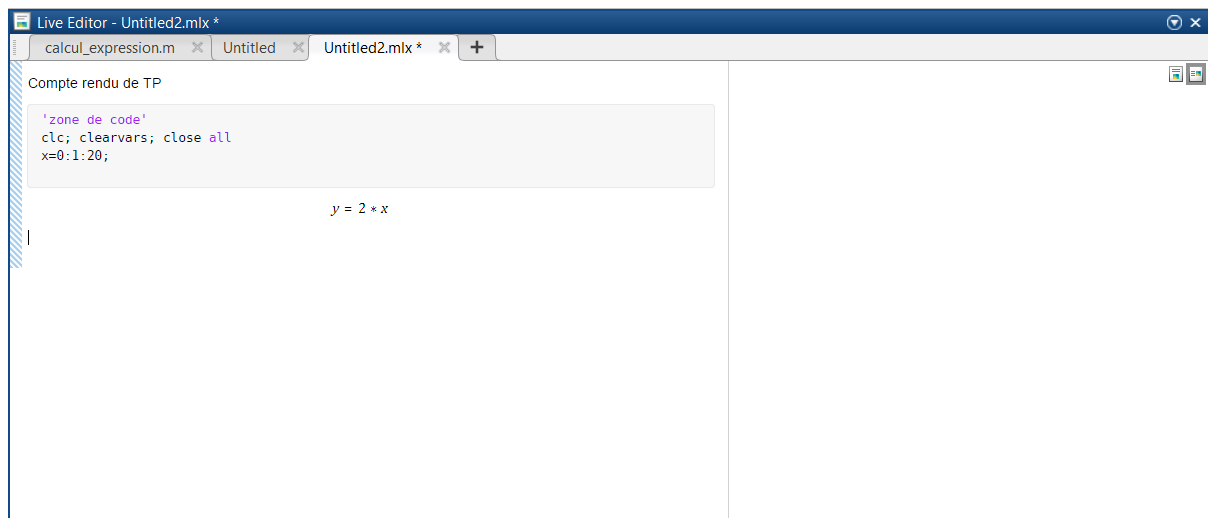 Live Editor - Untitled2.mlx *
calcul_expression.m Untitled Untitled2.mlx *
Compte rendu de TP
'zone de code'
clc; clearvars; close all
x=0:1:20;
y = 2 * x